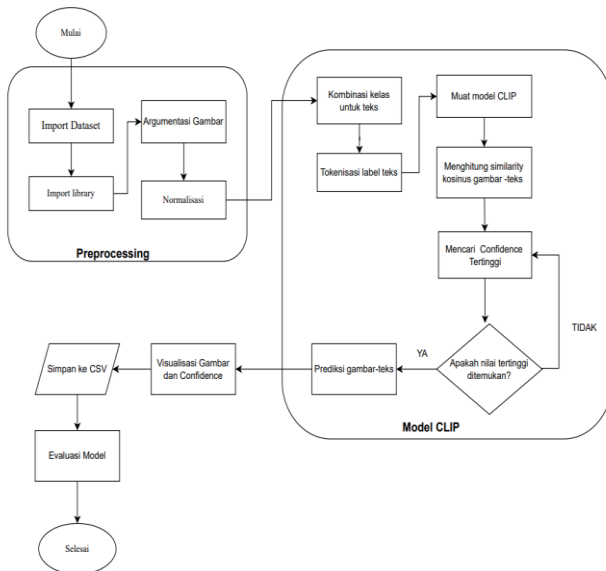 Mulai
Import Dataset
Import library
Argumentasi Gambar
Normalisasi
Preprocessing
Kombinasi kelas
untuk teks
Tokenisasi label teks
Muat model CLIP
Menghitung similarity
kosinus gambar -teks
Mencari Confidence
Tertinggi
Apakah nilai tertinggi
ditemukan?
TIDAK
YA
Prediksi gambar-teks
Model CLIP
Visualisasi Gambar
dan Confidence
Simpan ke CSV
Evaluasi Model
Selesai